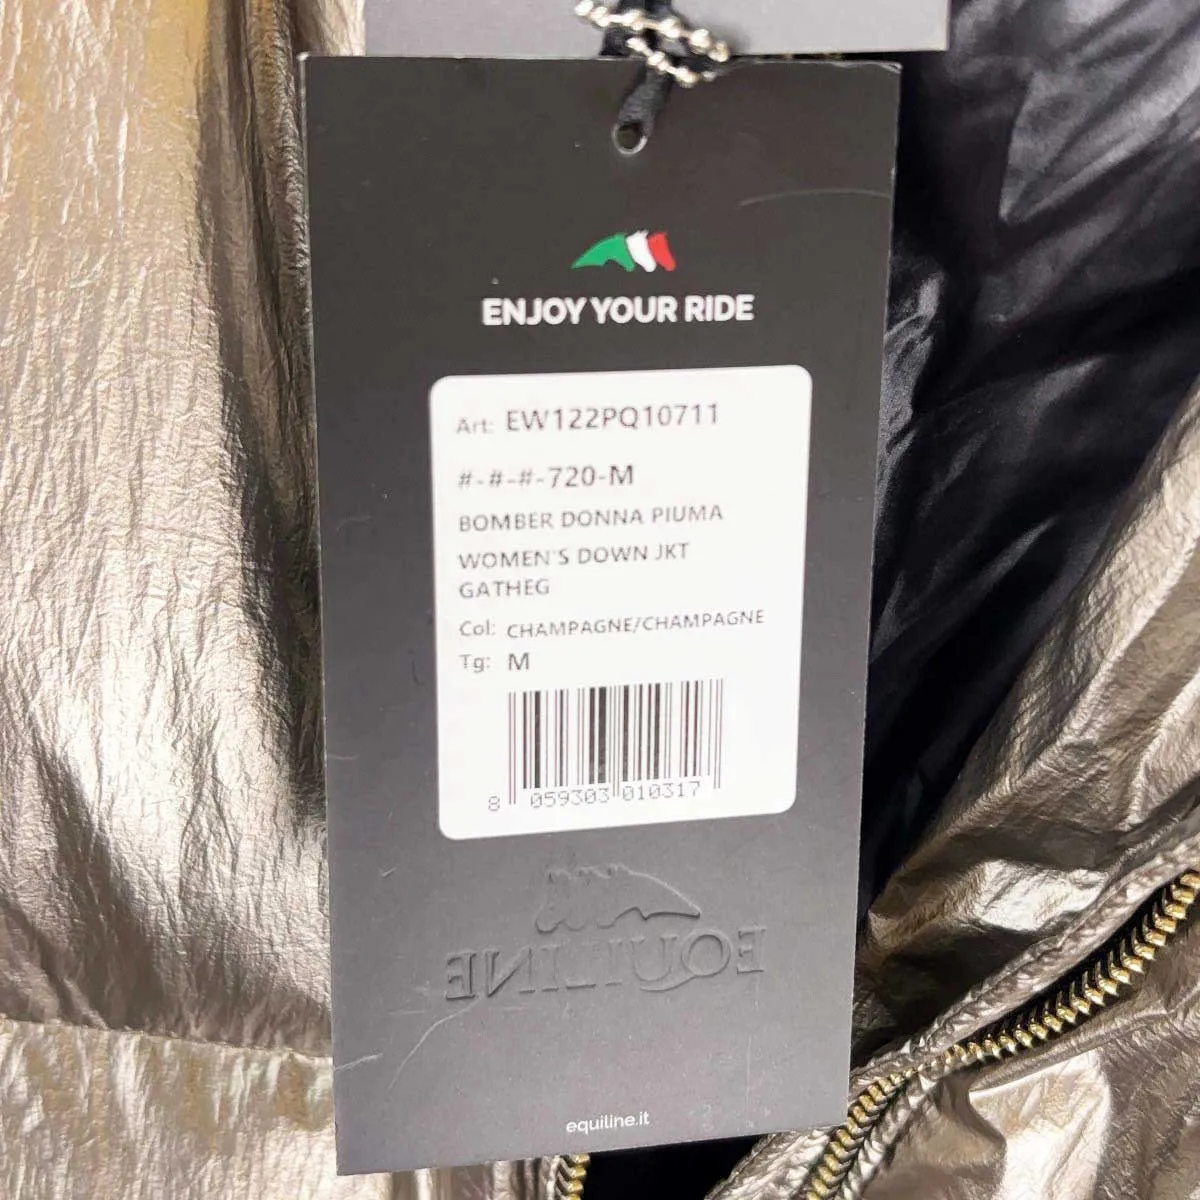 ENJOY YOUR RIDE
Art: EW122PQ10711
#-#-#-720-M
BOMBER DONNA PIUMA
WOMEN'S DOWN JKT
GATHEG
Col: CHAMPAGNE/CHAMPAGNE
Tg: M
8 059303 010317
EQUILINE
equiline.it